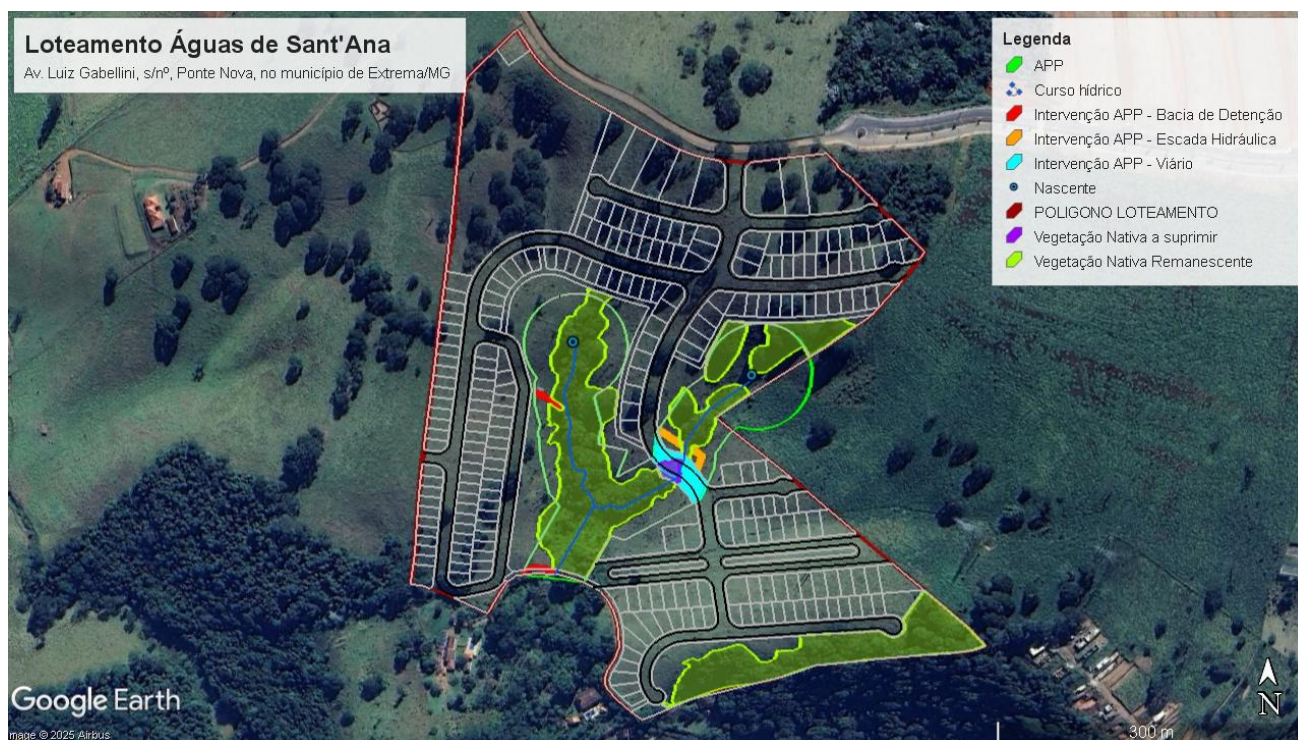 Loteamento Águas de Sant'Ana
Av. Luiz Gabellini, s/nº, Ponte Nova, no município de Extrema/MG
Legenda
APP
Curso hídrico
Intervenção APP - Bacia de Detenção
Intervenção APP - Escada Hidráulica
Intervenção APP - Viário
Nascente
POLIGONO LOTEAMENTO
Vegetação Nativa a suprimir
Vegetação Nativa Remanescente
Google Earth
mage © 2025 Airbus
300 m
N